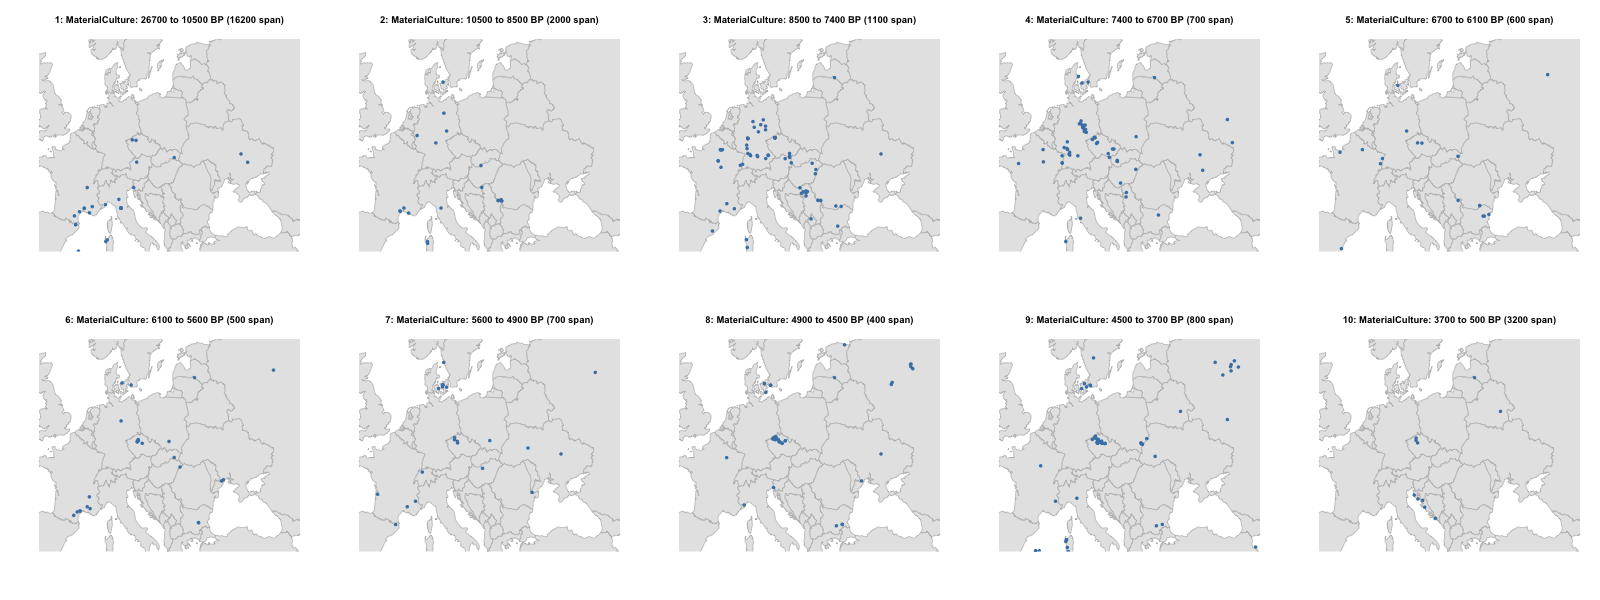 1: MaterialCulture: 26700 to 10500 BP (16200 span)
2: MaterialCulture: 10500 to 8500 BP (2000 span)
3: MaterialCulture: 8500 to 7400 BP (1100 span)
4: MaterialCulture: 7400 to 6700 BP (700 span)
5: MaterialCulture: 6700 to 6100 BP (600 span)
6: MaterialCulture: 6100 to 5600 BP (500 span)
7: MaterialCulture: 5600 to 4900 BP (700 span)
8: MaterialCulture: 4900 to 4500 BP (400 span)
9: MaterialCulture: 4500 to 3700 BP (800 span)
10: MaterialCulture: 3700 to 500 BP (3200 span)